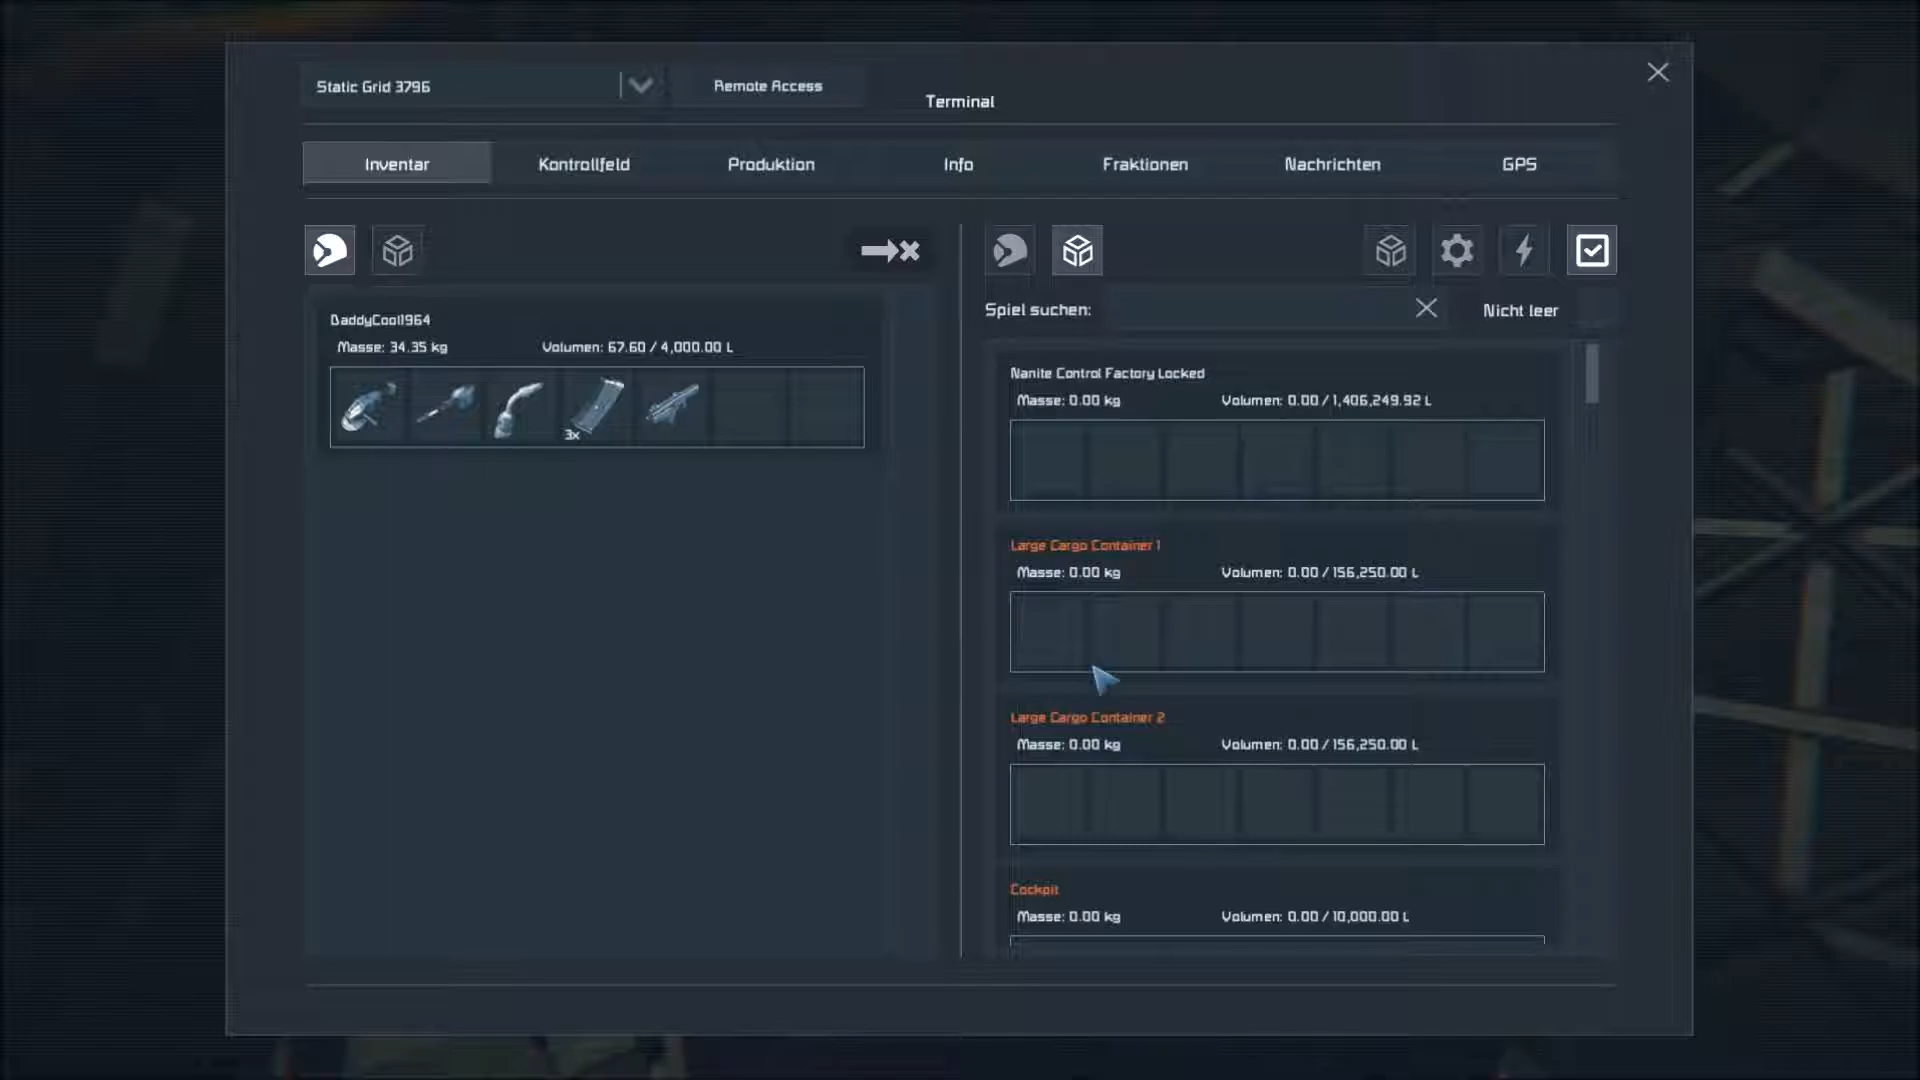 Static Grid 3796
Remote Access
Terminal
Inventar
Kontrollfeld
Produktion
Info
Fraktionen
Nachrichten
GPS
DaddyCool1964
Masse: 34.35 kg
Volumen: 67.60 / 4,000.00 L
3x
Spiel suchen:
Nicht leer
Nanite Control Factory Locked
Masse: 0.00 kg
Volumen: 0.00 / 1,406,249.92 L
Large Cargo Container 1
Masse: 0.00 kg
Volumen: 0.00 / 156,250.00 L
Large Cargo Container 2
Masse: 0.00 kg
Volumen: 0.00 / 156,250.00 L
Cockpit
Masse: 0.00 kg
Volumen: 0.00 / 10,000.00 L